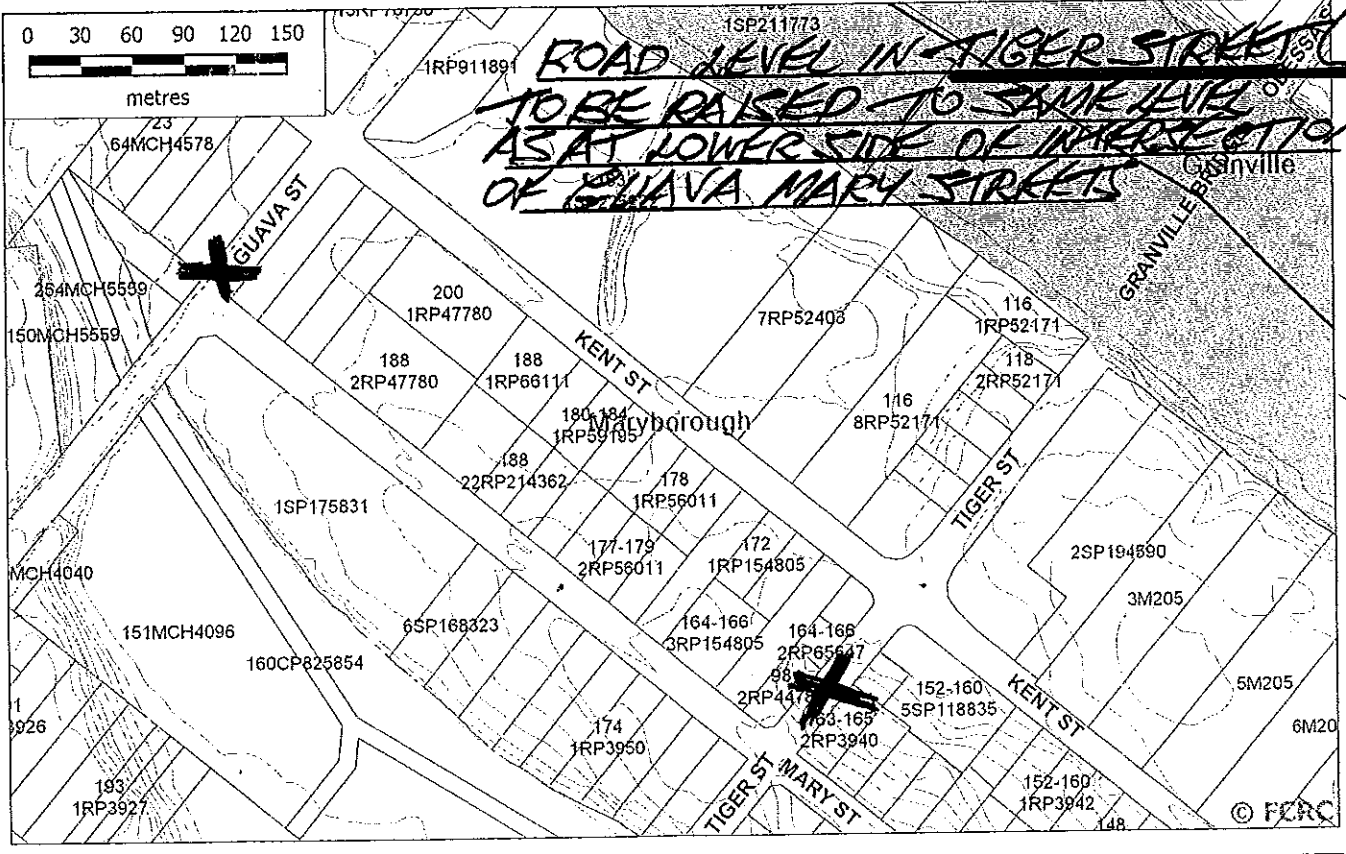 0 30 60 90 120 150
metres
1SP211773
1RP911891
ROAD LEVEL IN TIGER STREET
TO BE RAISED TO SAME LEVEL
AS AT LOWER SIDE OF INTERSECTION
OF GUAVA MARY STREETS
Granville
23
64MCH4578
GUAVA ST
GRANVILLE
264MCH5559
150MCH5559
200
1RP47780
188
2RP47780
188
1RP66111
KENT ST
7RP52403
116
1RP52171
118
2RP52171
116
8RP52171
180-184
1RP59195
Maryborough
188
22RP214362
178
1RP56011
1SP175831
TIGER ST
177-179
2RP56011
172
1RP154805
2SP194690
3M205
MCH4040
151MCH4096
160CP825854
6SP168323
164-166
3RP154805
164-166
2RP65647
98
2RP4478
163-165
2RP3940
152-160
5SP118835
KENT ST
5M205
6M20
174
1RP3950
193
1RP3927
TIGER ST
MARY ST
152-160
1RP3942
148
© FCRC